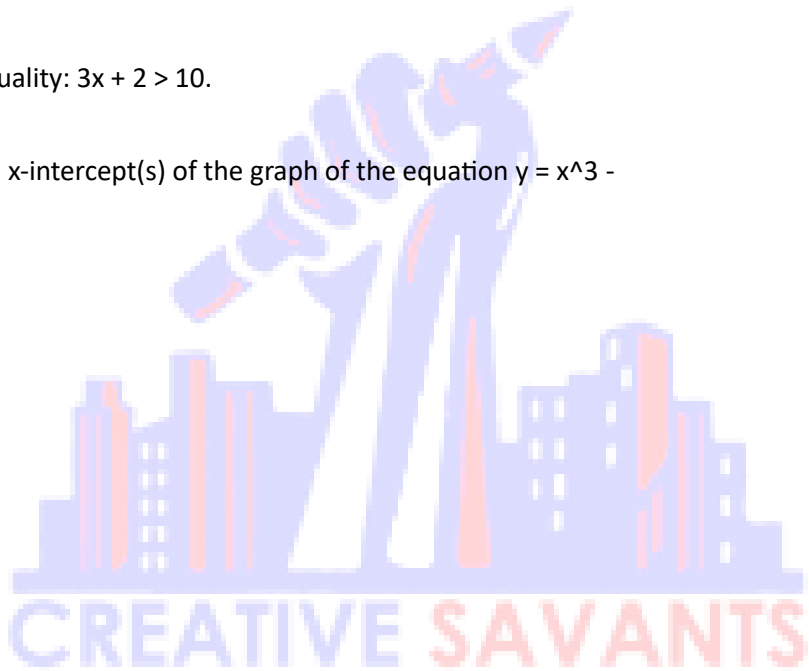 uality: 3x + 2 > 10.
x-intercept(s) of the graph of the equation y = x^3 -
CREATIVE SAVANTS